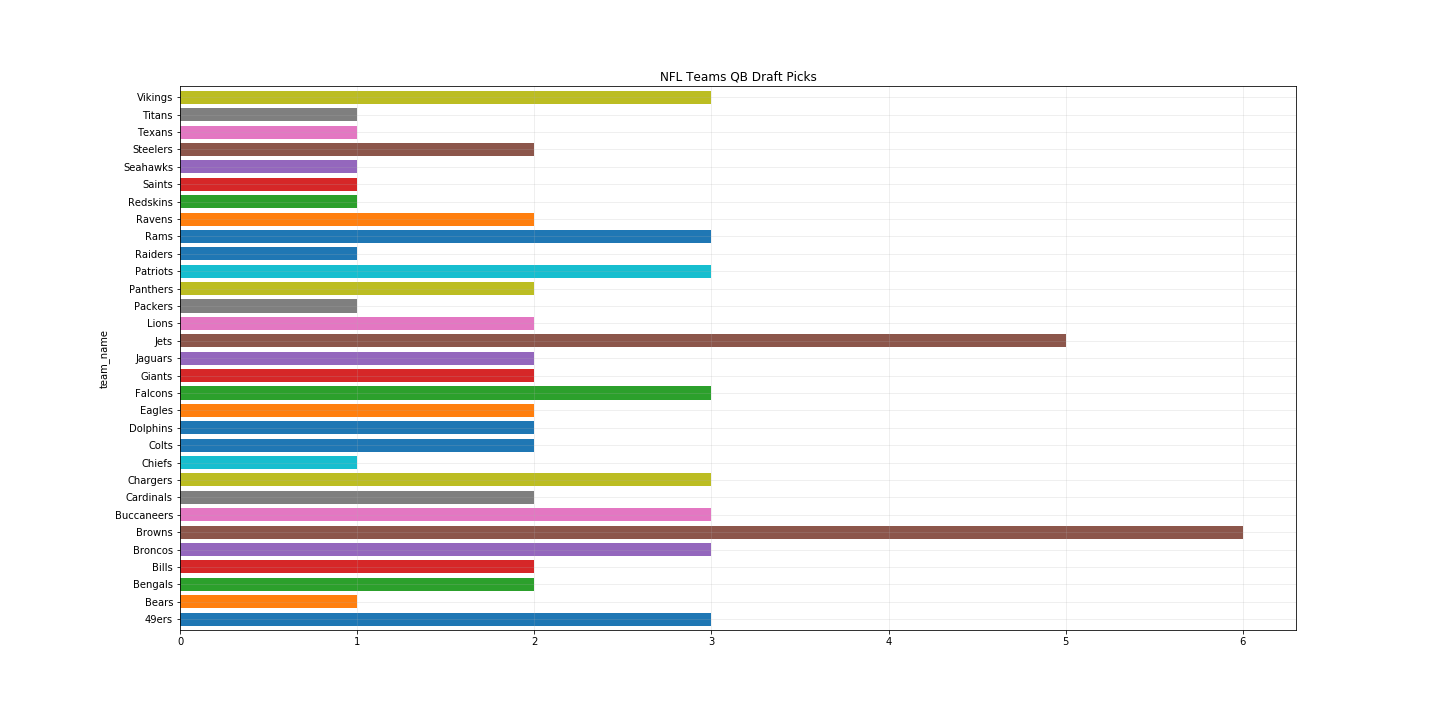 NFL Teams QB Draft Picks
team_name
Vikings
Titans
Texans
Steelers
Seahawks
Saints
Redskins
Ravens
Rams
Raiders
Patriots
Panthers
Packers
Lions
Jets
Jaguars
Giants
Falcons
Eagles
Dolphins
Colts
Chiefs
Chargers
Cardinals
Buccaneers
Browns
Broncos
Bills
Bengals
Bears
49ers
0 1 2 3 4 5 6